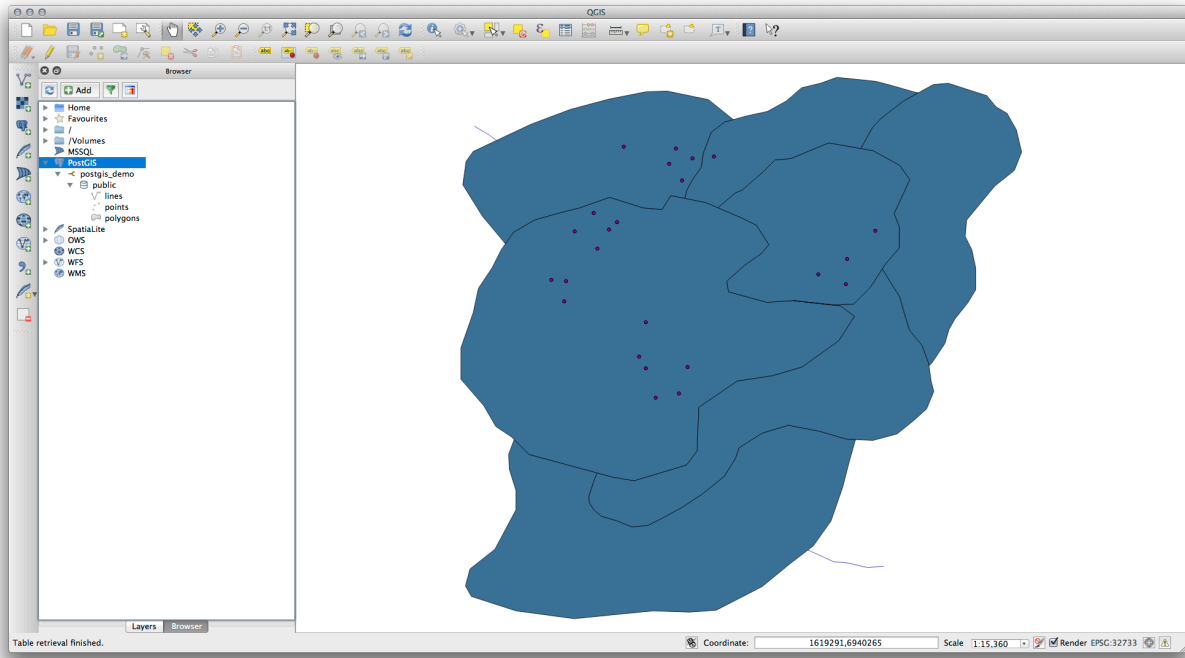 QGIS
Browser
Add
Home
Favourites
/
/Volumes
MSSQL
PostGIS
postgis_demo
public
lines
points
polygons
SpatiaLite
OWS
WCS
WFS
WMS
Layers Browser
Table retrieval finished.
Coordinate: 1619291,6940265 Scale 1:15,360 Render EPSG:32733